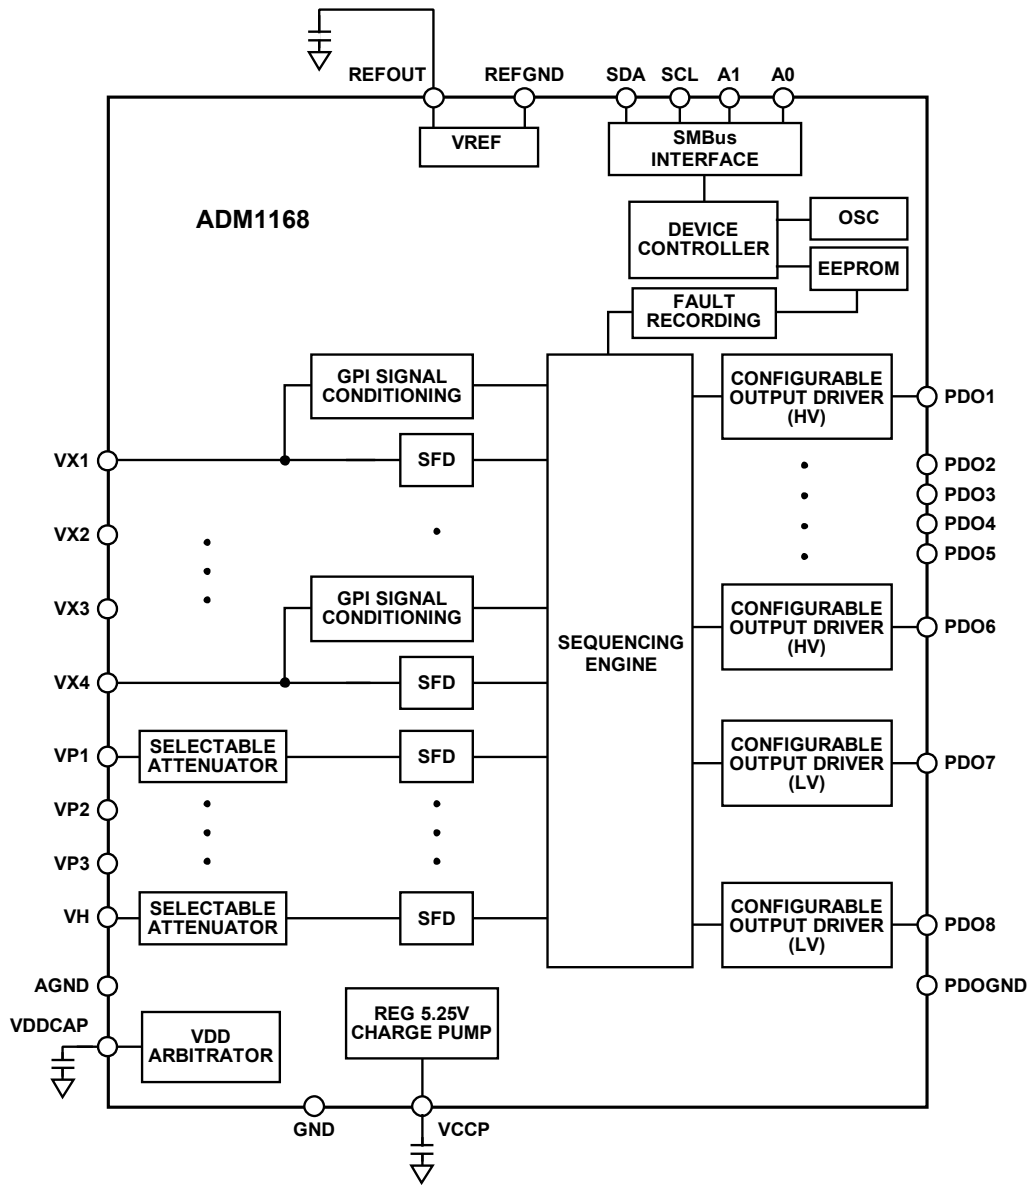 REFOUT
REFGND
SDA
SCL
A1
A0
VREF
SMBus
INTERFACE
ADM1168
DEVICE
CONTROLLER
OSC
EEPROM
FAULT
RECORDING
GPI SIGNAL
CONDITIONING
CONFIGURABLE
OUTPUT DRIVER
(HV)
PDO1
VX1
SFD
PDO2
PDO3
PDO4
PDO5
VX2
VX3
GPI SIGNAL
CONDITIONING
SEQUENCING
ENGINE
CONFIGURABLE
OUTPUT DRIVER
(HV)
PDO6
VX4
SFD
VP1
SELECTABLE
ATTENUATOR
SFD
CONFIGURABLE
OUTPUT DRIVER
(LV)
PDO7
VP2
VP3
VH
SELECTABLE
ATTENUATOR
SFD
CONFIGURABLE
OUTPUT DRIVER
(LV)
PDO8
AGND
PDOGND
VDDCAP
VDD
ARBITRATOR
REG 5.25V
CHARGE PUMP
GND
VCCP